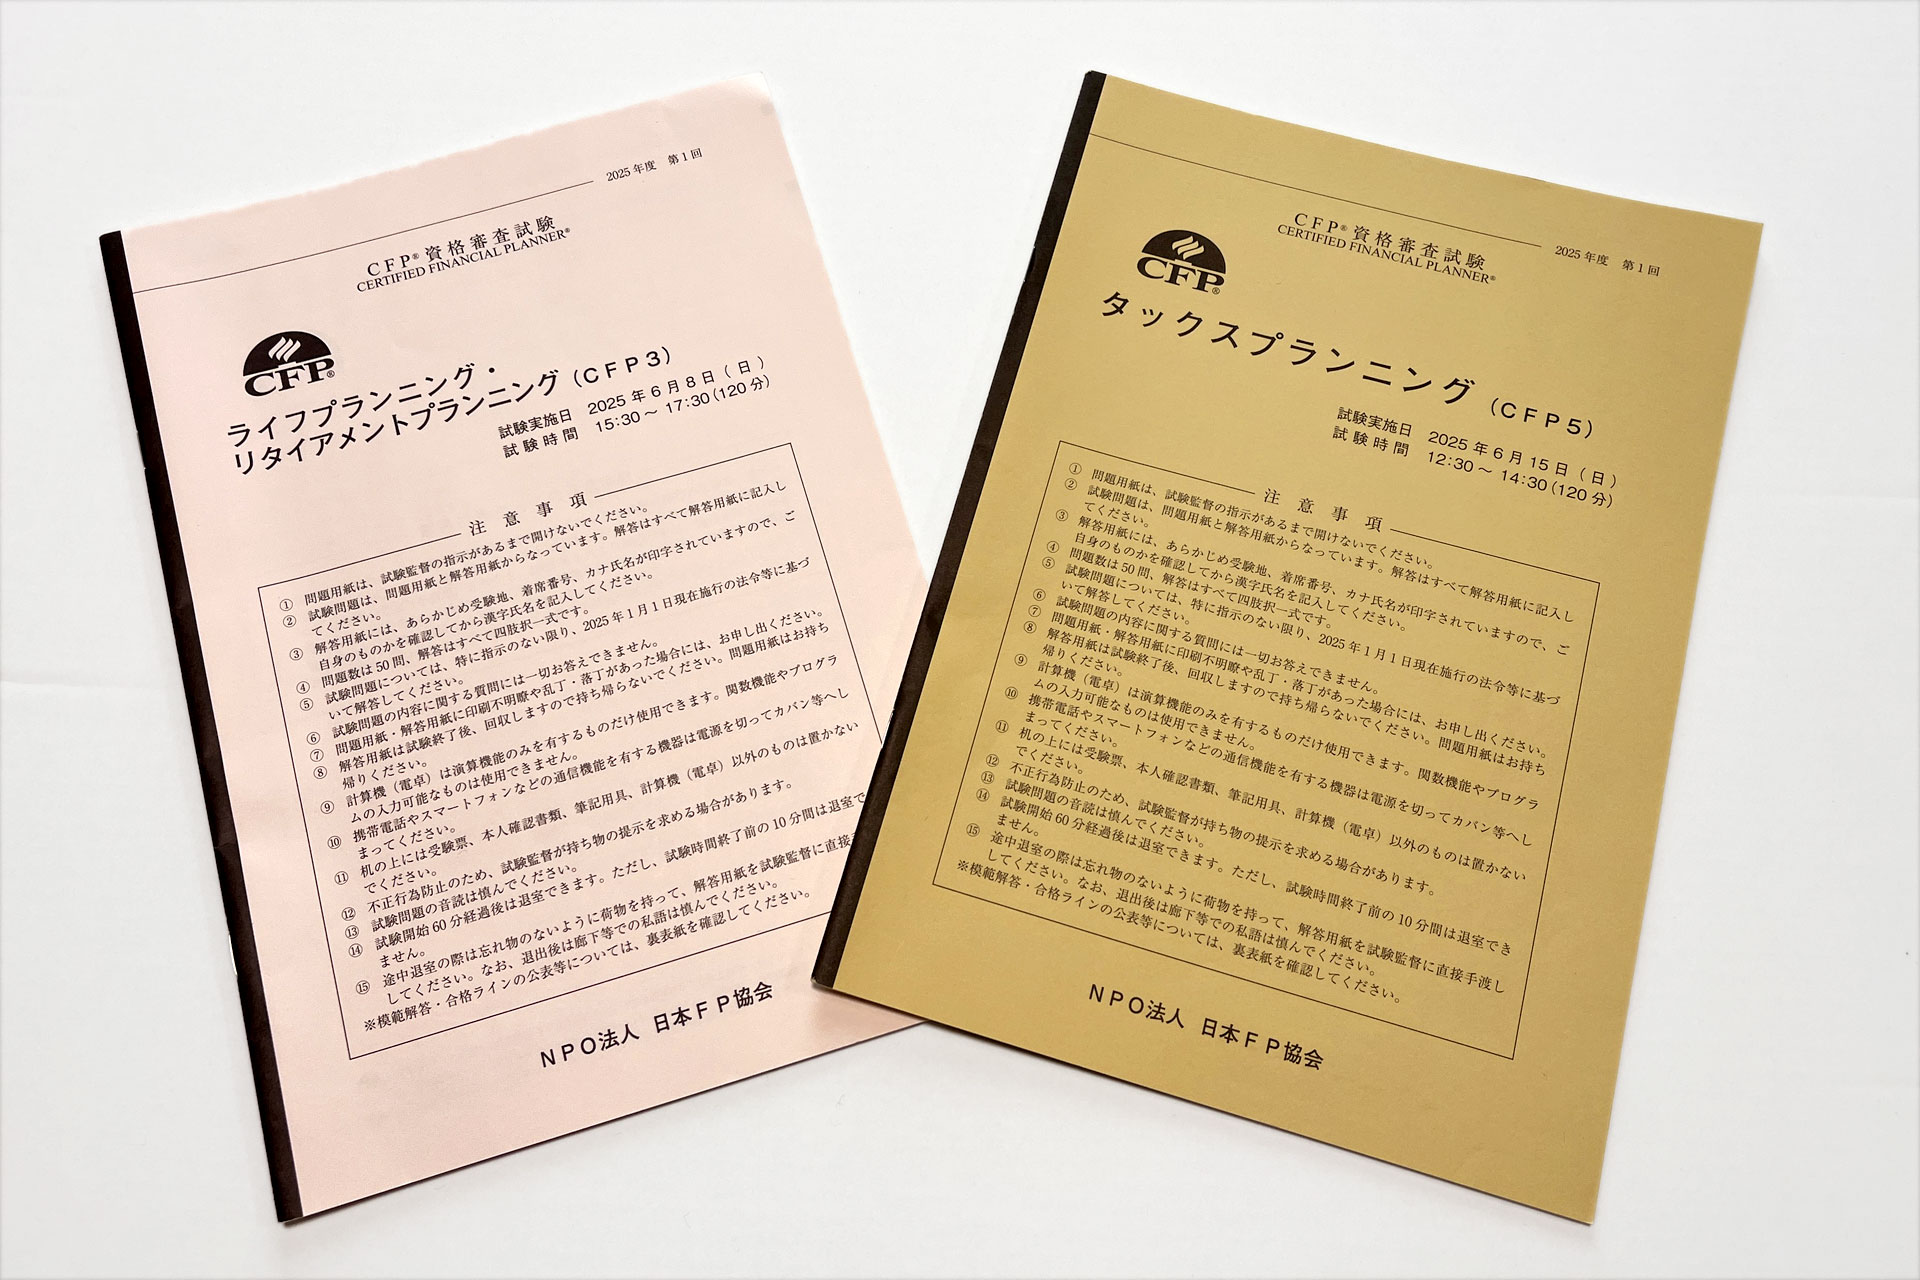 2025年度 第1回
CFP®資格審査試験
CERTIFIED FINANCIAL PLANNER®
CFP®
ライフプランニング・
リタイアメントプランニング(CFP3)
試験実施日 2025年6月8日(日)
試験時間 15:30～17:30(120分)
注意事項
① 問題用紙は、試験監督の指示があるまで開けないでください。
② 試験問題は、問題用紙と解答用紙からなっています。解答はすべて解答用紙に記入し
てください。
③ 解答用紙には、あらかじめ受験地、着席番号、カナ氏名が印字されていますので、ご
自身のものかを確認してから漢字氏名を記入してください。
④ 問題数は50問、解答はすべて四肢択一式です。
⑤ 試験問題については、特に指示のない限り、2025年1月1日現在施行の法令等に基づ
いて解答してください。
⑥ 試験問題の内容に関する質問には一切お答えできません。
⑦ 問題用紙・解答用紙に印刷不明瞭や乱丁・落丁があった場合には、お申し出ください。
⑧ 解答用紙は試験終了後、回収しますので持ち帰らないでください。問題用紙はお持ち
帰りください。
⑨ 計算機(電卓)は演算機能のみを有するものだけ使用できます。関数機能やプログラ
ムの入力可能なものは使用できません。
⑩ 携帯電話やスマートフォンなどの通信機能を有する機器は電源を切ってカバン等へし
まってください。
⑪ 机の上には受験票、本人確認書類、筆記用具、計算機(電卓)以外のものは置かない
でください。
⑫ 不正行為防止のため、試験監督が持ち物の提示を求める場合があります。
⑬ 試験問題の音読は慎んでください。
⑭ 試験開始60分経過後は退室できます。ただし、試験時間終了前の10分間は退室で
ません。
⑮ 途中退室の際は忘れ物のないように荷物を持って、解答用紙を試験監督に直接
してください。なお、退出後は廊下等での私語は慎んでください。
※模範解答・合格ラインの公表等については、裏表紙を確認してください。
NPO法人 日本FP協会
2025年度 第1回
CFP®資格審査試験
CERTIFIED FINANCIAL PLANNER®
CFP®
タックスプランニング(CFP5)
試験実施日 2025年6月15日(日)
試験時間 12:30～14:30(120分)
注意事項
① 問題用紙は、試験監督の指示があるまで開けないでください。
② 試験問題は、問題用紙と解答用紙からなっています。解答はすべて解答用紙に記入し
てください。
③ 解答用紙には、あらかじめ受験地、着席番号、カナ氏名が印字されていますので、ご
自身のものかを確認してから漢字氏名を記入してください。
④ 問題数は50問、解答はすべて四肢択一式です。
⑤ 試験問題については、特に指示のない限り、2025年1月1日現在施行の法令等に基づ
いて解答してください。
⑥ 試験問題の内容に関する質問には一切お答えできません。
⑦ 問題用紙・解答用紙に印刷不明瞭や乱丁・落丁があった場合には、お申し出ください。
⑧ 解答用紙は試験終了後、回収しますので持ち帰らないでください。問題用紙はお持ち
帰りください。
⑨ 計算機(電卓)は演算機能のみを有するものだけ使用できます。関数機能やプログラ
ムの入力可能なものは使用できません。
⑩ 携帯電話やスマートフォンなどの通信機能を有する機器は電源を切ってカバン等へし
まってください。
⑪ 机の上には受験票、本人確認書類、筆記用具、計算機(電卓)以外のものは置かない
でください。
⑫ 不正行為防止のため、試験監督が持ち物の提示を求める場合があります。
⑬ 試験問題の音読は慎んでください。
⑭ 試験開始60分経過後は退室できます。ただし、試験時間終了前の10分間は退室でき
ません。
⑮ 途中退室の際は忘れ物のないように荷物を持って、解答用紙を試験監督に直接手渡し
してください。なお、退出後は廊下等での私語は慎んでください。
※模範解答・合格ラインの公表等については、裏表紙を確認してください。
NPO法人 日本FP協会